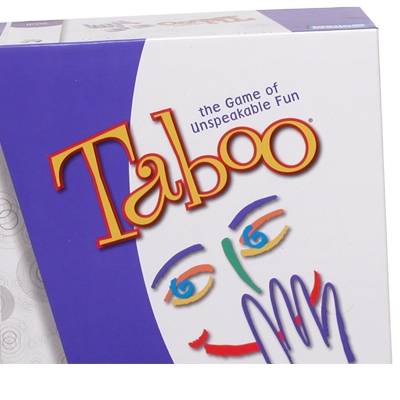 the Game of
Unspeakable Fun
Taboo®